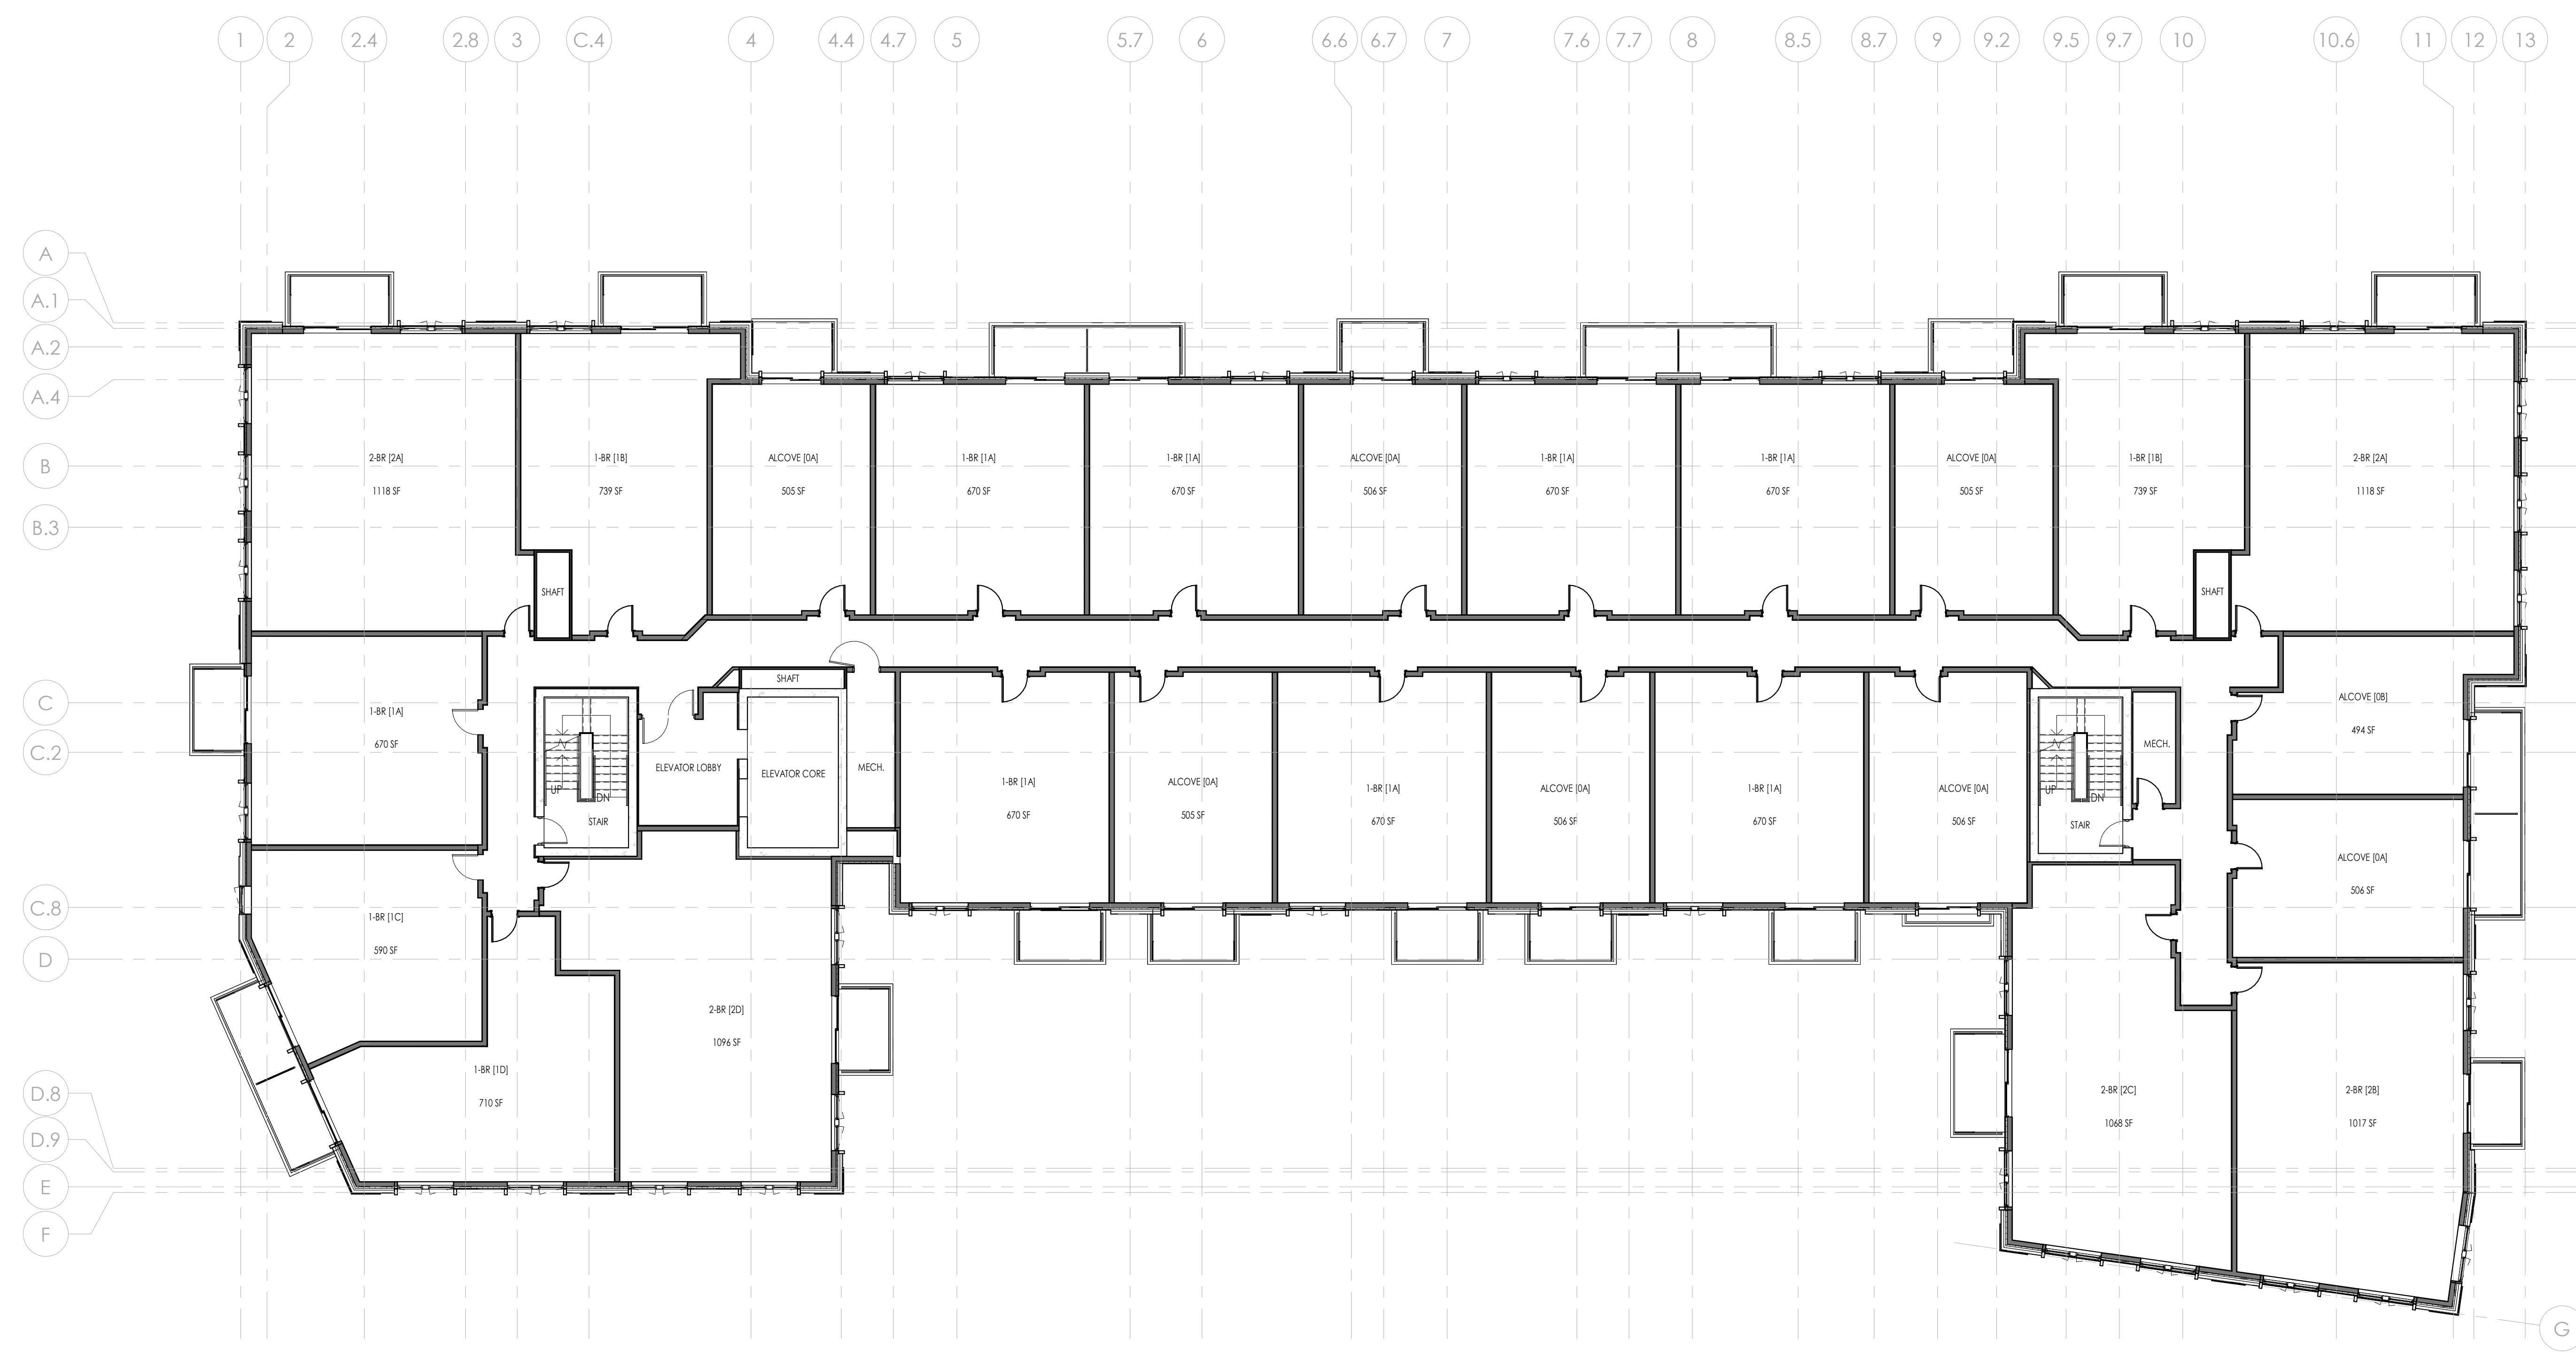 1
2
2.4
2.8
3
C.4
4
4.4
4.7
5
5.7
6
6.6
6.7
7
7.6
7.7
8
8.5
8.7
9
9.2
9.5
9.7
10
10.6
11
12
13
A
A.1
A.2
A.4
B
B.3
C
C.2
C.8
D
D.8
D.9
E
F
G
2-BR [2A]
1118 SF
1-BR [1B]
739 SF
ALCOVE [0A]
505 SF
1-BR [1A]
670 SF
1-BR [1A]
670 SF
ALCOVE [0A]
506 SF
1-BR [1A]
670 SF
1-BR [1A]
670 SF
ALCOVE [0A]
505 SF
1-BR [1B]
739 SF
2-BR [2A]
1118 SF
SHAFT
SHAFT
1-BR [1A]
670 SF
SHAFT
UP
DN
STAIR
ELEVATOR LOBBY
ELEVATOR CORE
MECH.
1-BR [1A]
670 SF
ALCOVE [0A]
505 SF
1-BR [1A]
670 SF
ALCOVE [0A]
506 SF
1-BR [1A]
670 SF
ALCOVE [0A]
506 SF
UP
DN
STAIR
MECH.
ALCOVE [0B]
494 SF
ALCOVE [0A]
506 SF
1-BR [1C]
590 SF
1-BR [1D]
710 SF
2-BR [2D]
1096 SF
2-BR [2C]
1068 SF
2-BR [2B]
1017 SF